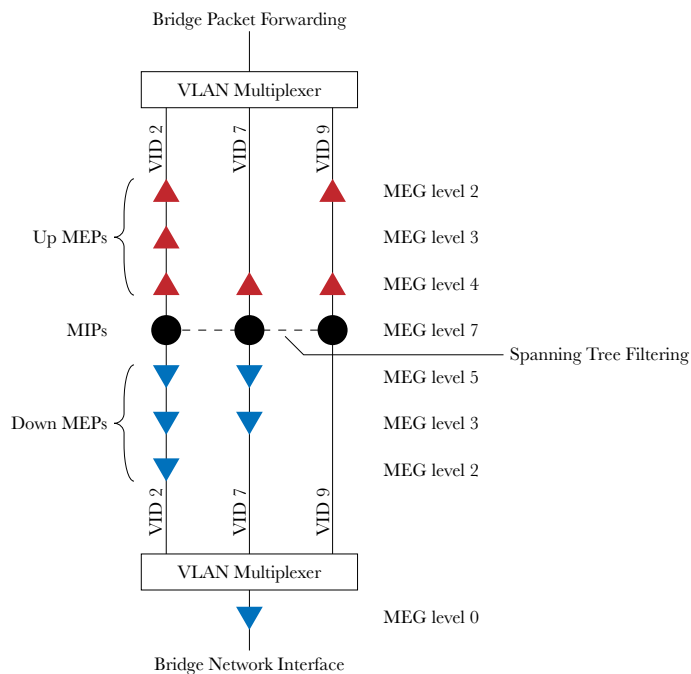 Bridge Packet Forwarding
VLAN Multiplexer
VID 2
VID 7
VID 9
MEG level 2
Up MEPs
MEG level 3
MEG level 4
MIPs
MEG level 7
Spanning Tree Filtering
MEG level 5
Down MEPs
MEG level 3
MEG level 2
VID 2
VID 7
VID 9
VLAN Multiplexer
MEG level 0
Bridge Network Interface